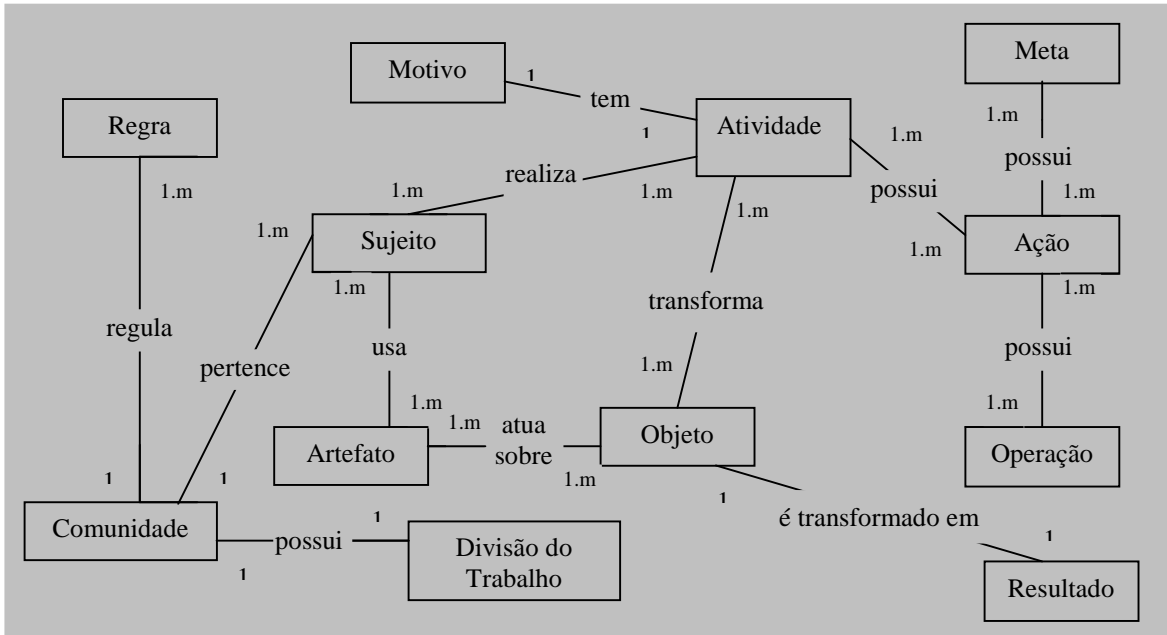 Meta
Motivo
1
tem
Regra
1
Atividade
1.m
1.m
possui
realiza
1.m
1.m
1.m
possui
1.m
1.m
1.m
Sujeito
1.m
1.m
Ação
1.m
1.m
transforma
regula
usa
possui
pertence
1.m
1.m
1.m
1.m
atua
sobre
Objeto
Artefato
Operação
1.m
1
1
1
Comunidade
1
possui
é transformado em
1
1
Divisão do
Trabalho
Resultado